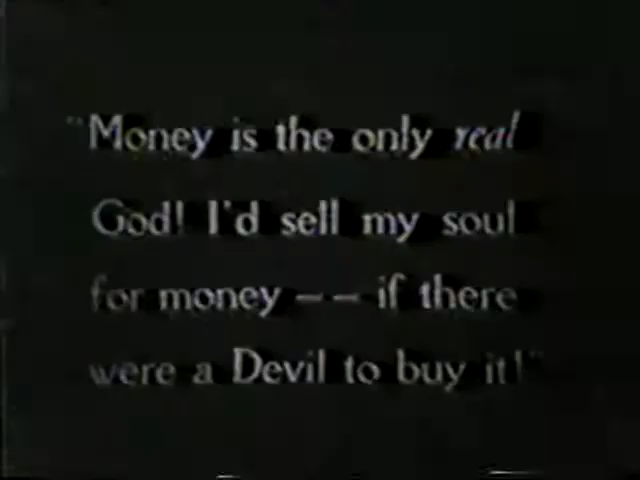 "Money is the only real
God! I'd sell my soul
for money -- if there
were a Devil to buy it!"